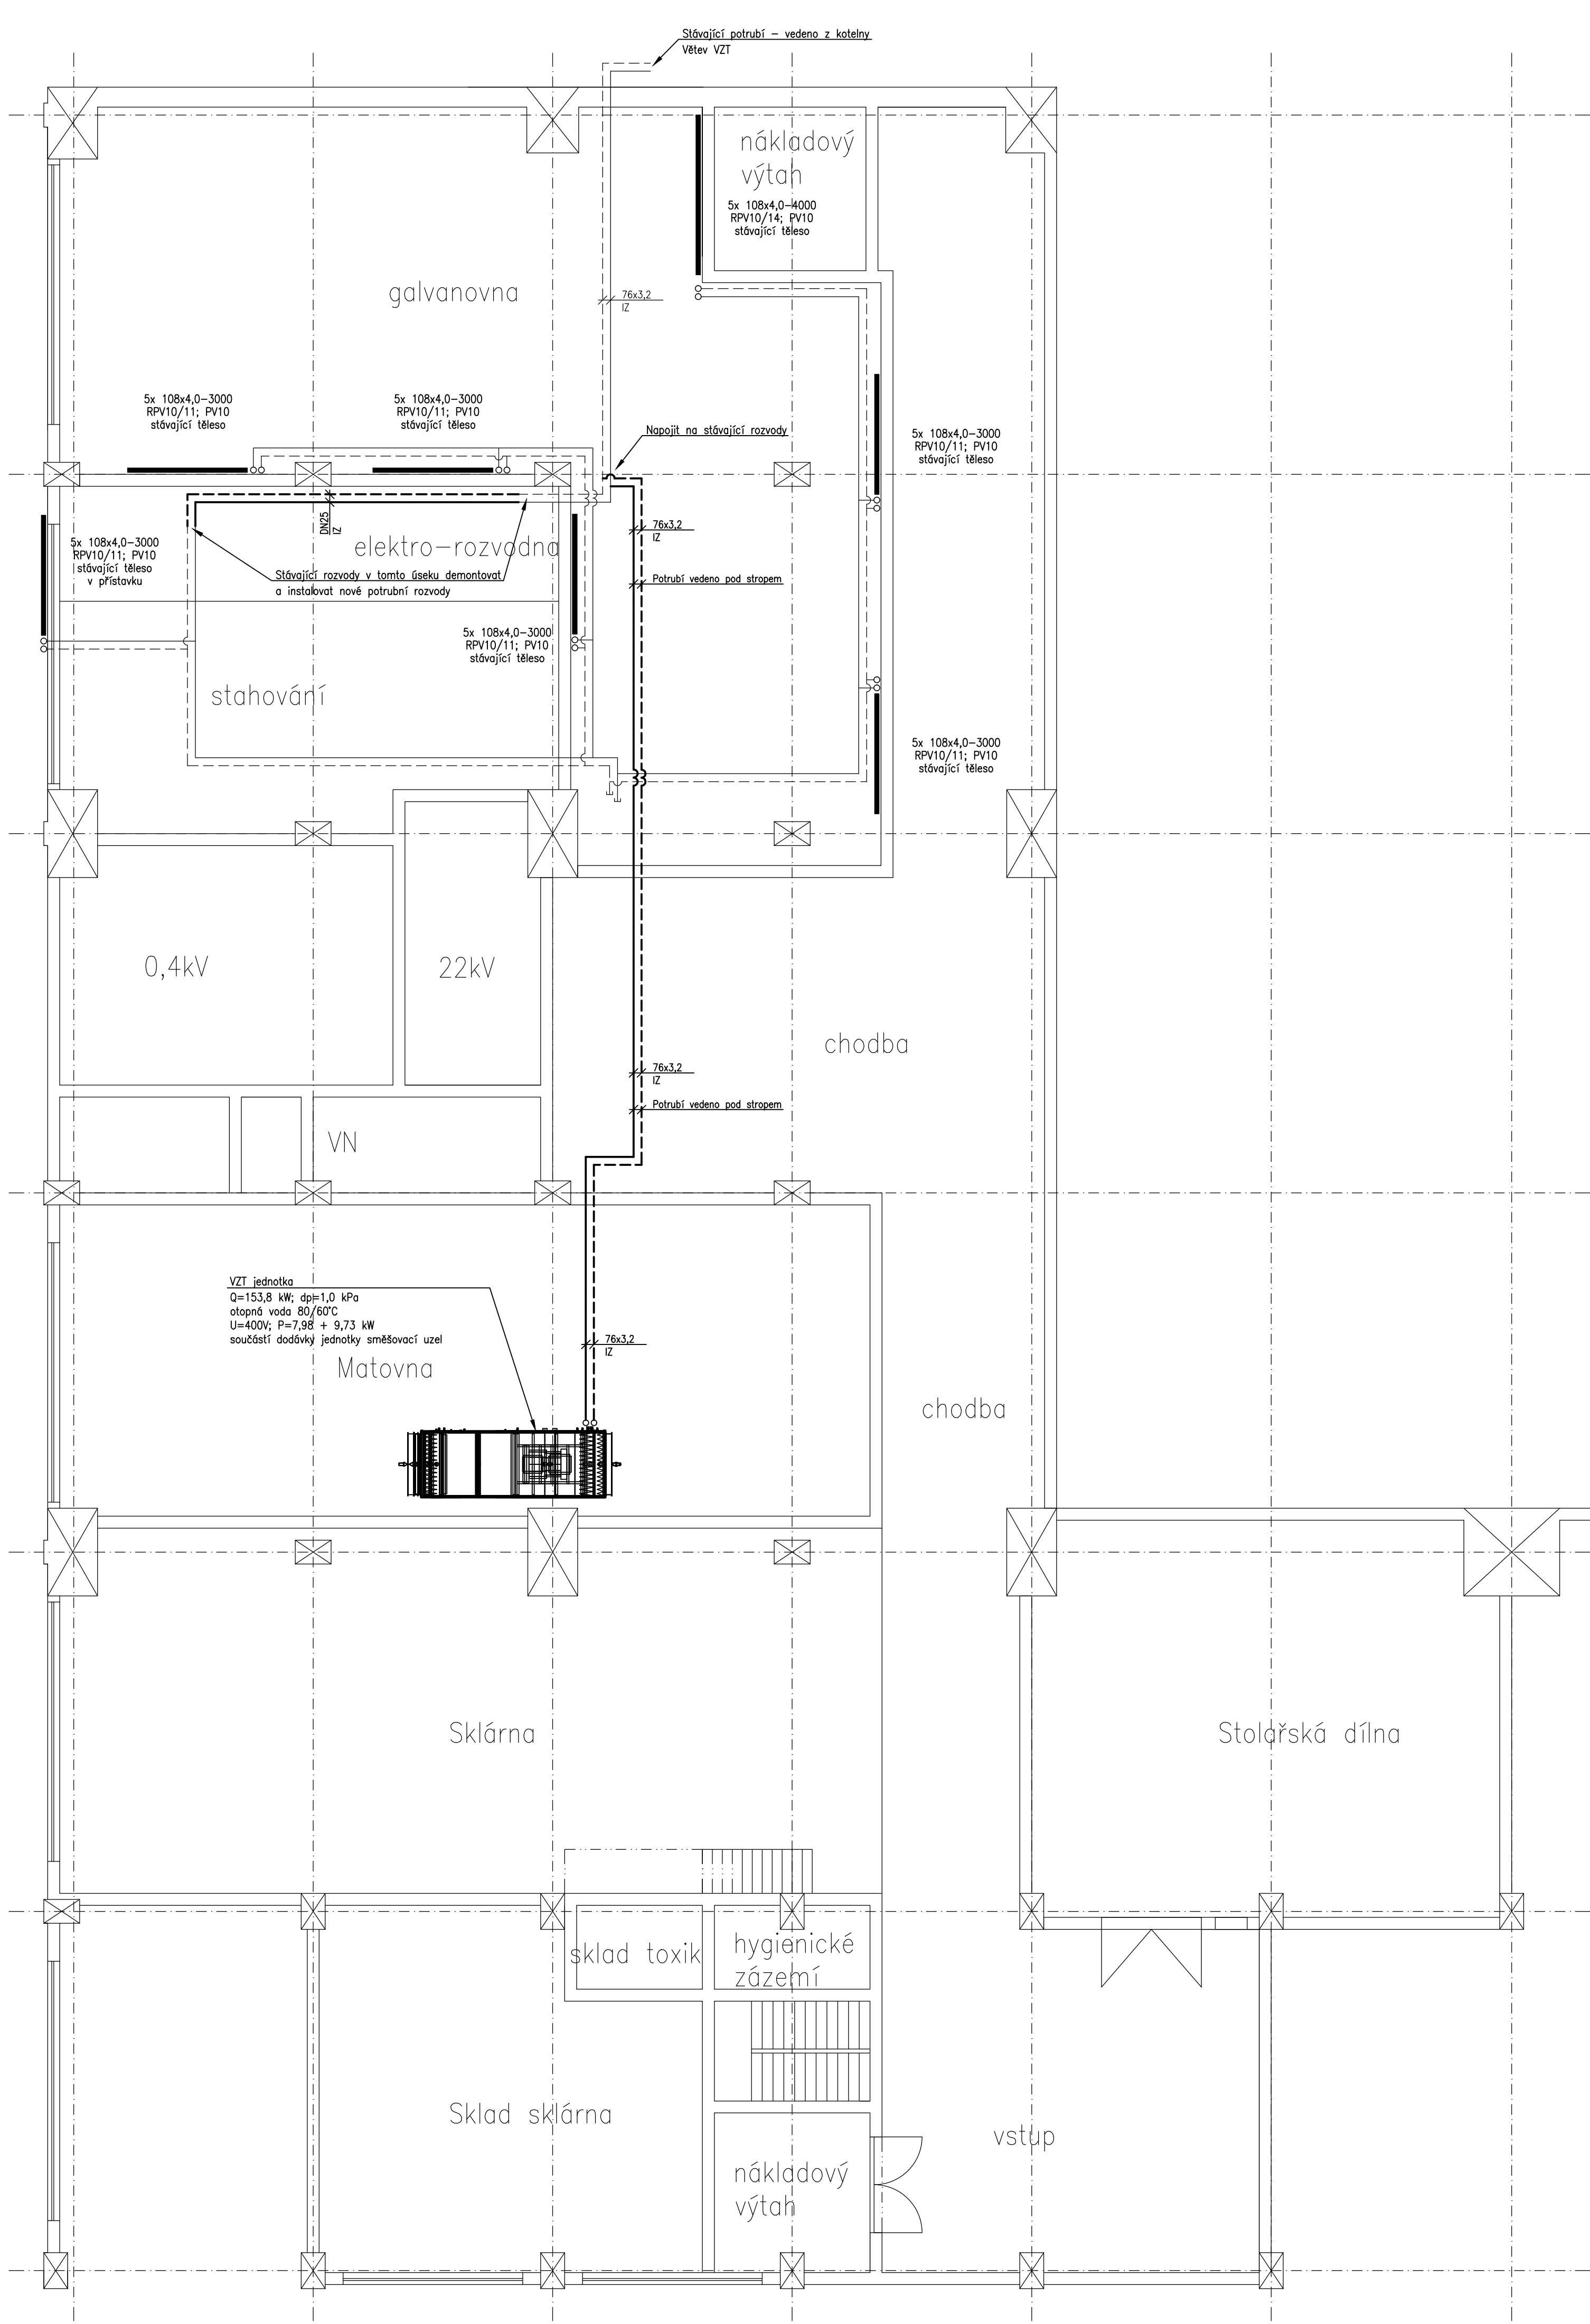 Stávající potrubí - vedeno z kotelny
Větev VZT
nákladový
výtah
5x 108x4,0-4000
RPV10/14; PV10
stávající těleso
galvanovna
76x3,2
IZ
5x 108x4,0-3000
RPV10/11; PV10
stávající těleso
5x 108x4,0-3000
RPV10/11; PV10
stávající těleso
Napojit na stávající rozvody
5x 108x4,0-3000
RPV10/11; PV10
stávající těleso
DN25
IZ
76x3,2
IZ
5x 108x4,0-3000
RPV10/11; PV10
stávající těleso
v přístavku
elektro-rozvodna
Stávající rozvody v tomto úseku demontovat
a instalovat nové potrubní rozvody
Potrubí vedeno pod stropem
5x 108x4,0-3000
RPV10/11; PV10
stávající těleso
stahování
5x 108x4,0-3000
RPV10/11; PV10
stávající těleso
0,4kV
22kV
chodba
76x3,2
IZ
Potrubí vedeno pod stropem
VN
VZT jednotka
Q=153,8 kW; dp=1,0 kPa
otopná voda 80/60°C
U=400V; P=7,98 + 9,73 kW
součástí dodávky jednotky směšovací uzel
76x3,2
IZ
Matovna
chodba
Sklárna
Stolařská dílna
sklad toxik
hygienické
zázemí
Sklad sklárna
vstup
nákladový
výtah